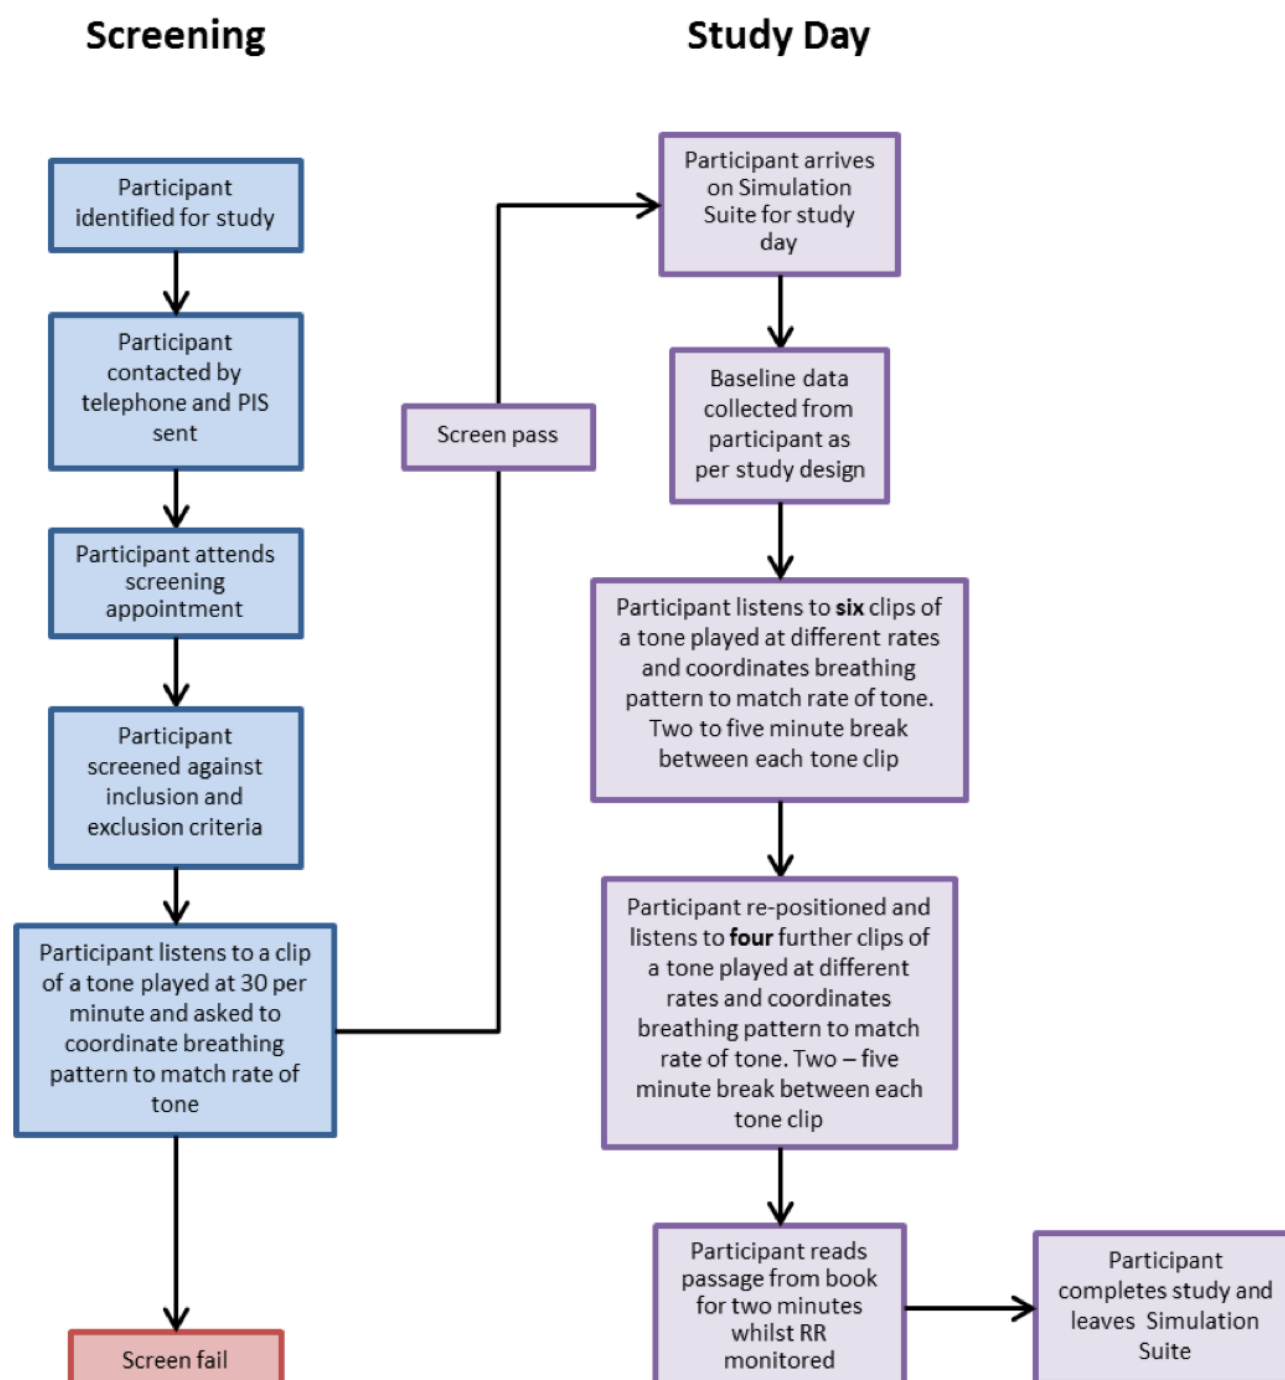 Screening
Participant
identified for study
Participant
contacted by
telephone and PIS
sent
Participant attends
screening
appointment
Participant
screened against
inclusion and
exclusion criteria
Participant listens to a clip
of a tone played at 30 per
minute and asked to
coordinate breathing
pattern to match rate of
tone
Screen fail
Screen pass
Study Day
Participant arrives
on Simulation
Suite for study
day
Baseline data
collected from
participant as
per study design
Participant listens to six clips of
a tone played at different rates
and coordinates breathing
pattern to match rate of tone.
Two to five minute break
between each tone clip
Participant re-positioned and
listens to four further clips of
a tone played at different
rates and coordinates
breathing pattern to match
rate of tone. Two – five
minute break between each
tone clip
Participant reads
passage from book
for two minutes
whilst RR
monitored
Participant
completes study and
leaves Simulation
Suite